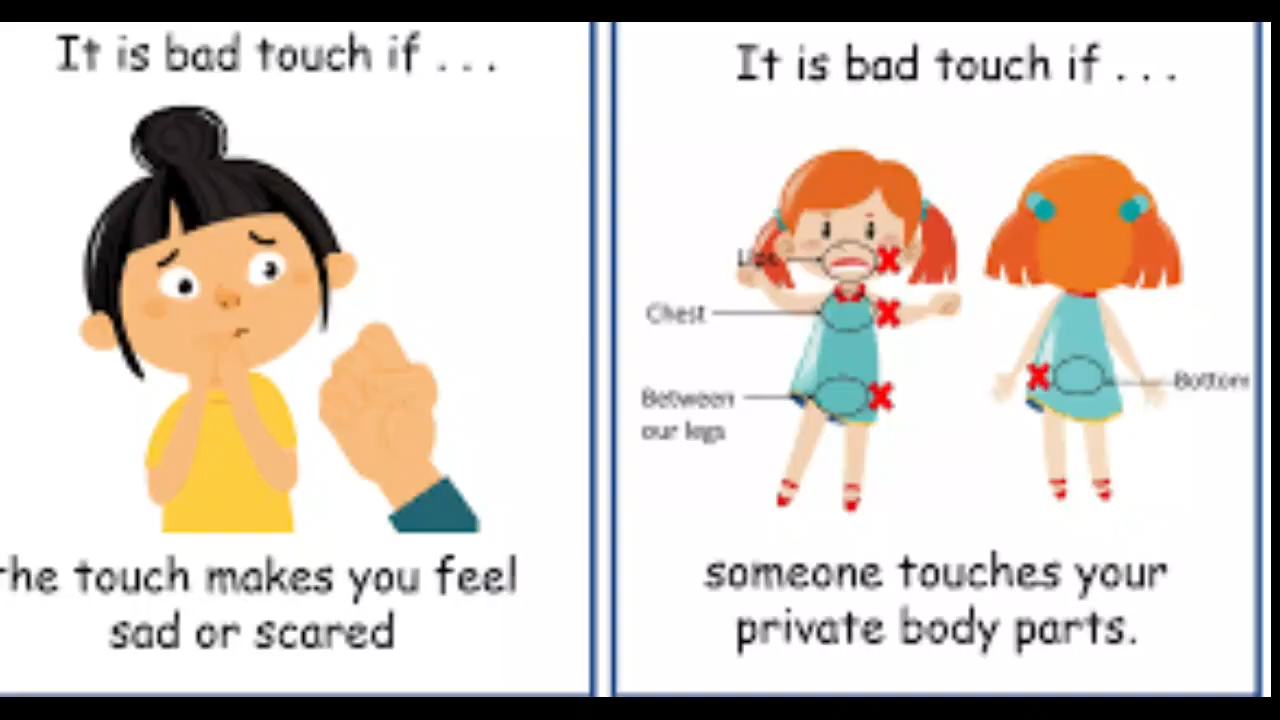 It is bad touch if . . .
the touch makes you feel
sad or scared
It is bad touch if . . .
Lips
Chest
Between
our legs
Bottom
someone touches your
private body parts.